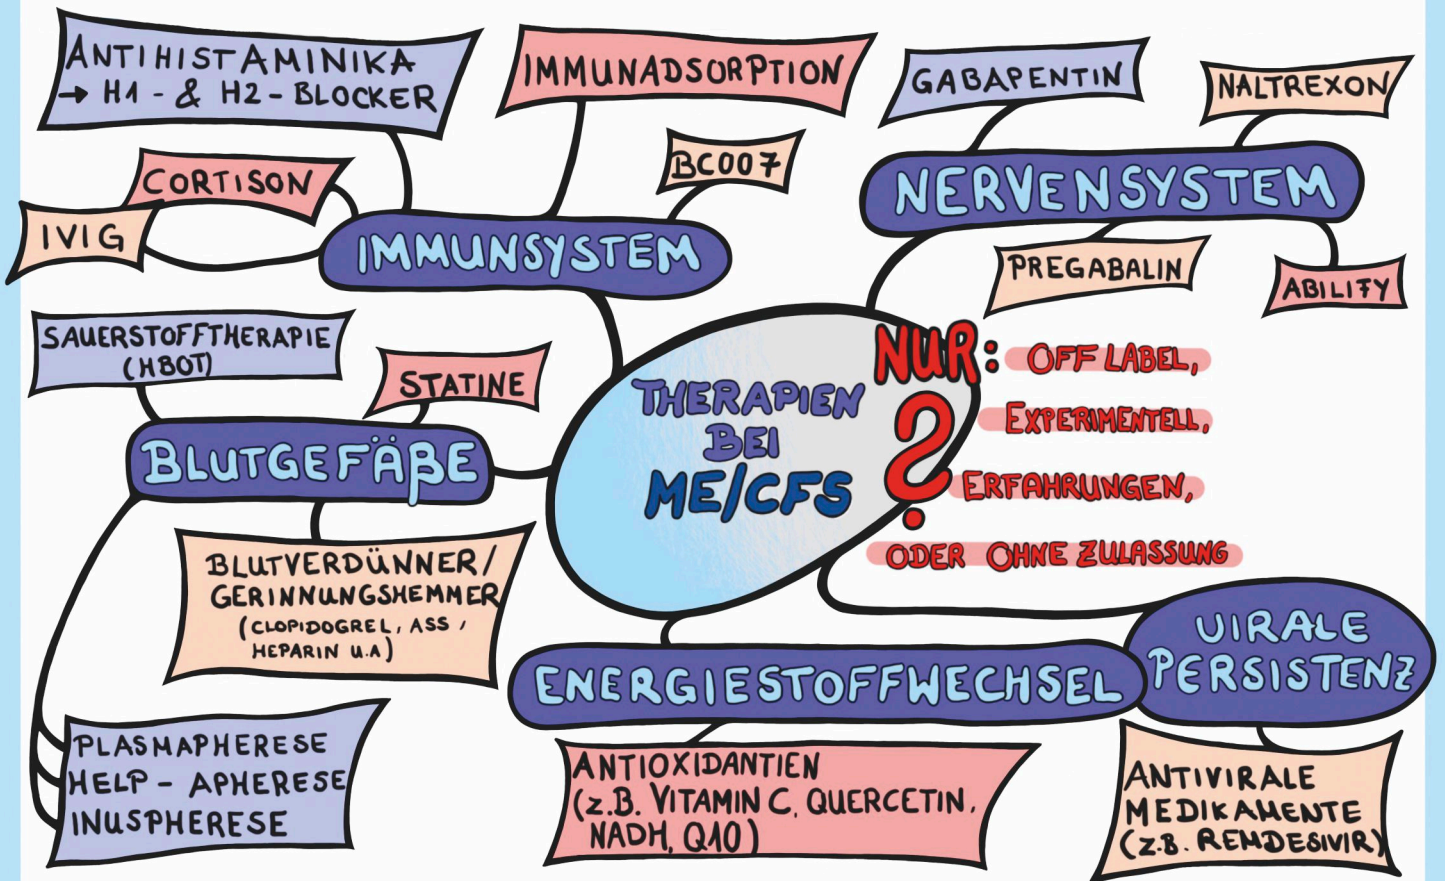 ANTIHISTAMINIKA
→ H1 - & H2 - BLOCKER
IMMUNADSORPTION
GABAPENTIN
NALTREXON
CORTISON
BC007
IVIG
IMMUNSYSTEM
NERVENSYSTEM
PREGABALIN
ABILIFY
SAUERSTOFFTHERAPIE
(HBOT)
STATINE
BLUTGEFÄßE
THERAPIEN
BEI
ME/CFS
NUR: OFF LABEL,
?
EXPERIMENTELL,
ERFAHRUNGEN,
ODER OHNE ZULASSUNG
BLUTVERDÜNNER/
GERINNUNGSHEMMER
(CLOPIDOGREL, ASS,
HEPARIN U.A)
ENERGIESTOFFWECHSEL
VIRALE
PERSISTENZ
PLASMAPHERESE
HELP - APHERESE
INUSPHERESE
ANTIOXIDANTIEN
(Z.B. VITAMIN C, QUERCETIN,
NADH, Q10)
ANTIVIRALE
MEDIKAMENTE
(Z.B. REMDESIVIR)